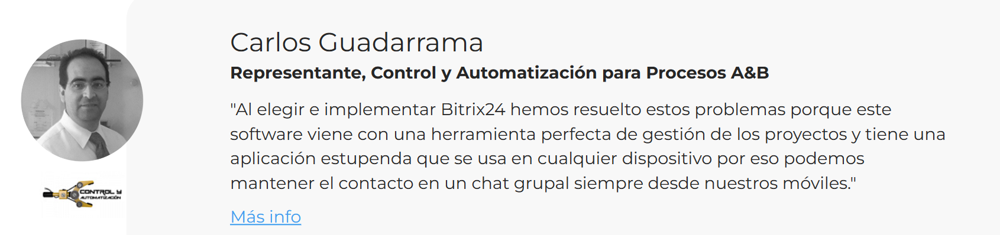 Carlos Guadarrama
Representante, Control y Automatización para Procesos A&B
"Al elegir e implementar Bitrix24 hemos resuelto estos problemas porque este
software viene con una herramienta perfecta de gestión de los proyectos y tiene una
aplicación estupenda que se usa en cualquier dispositivo por eso podemos
mantener el contacto en un chat grupal siempre desde nuestros móviles."
CONTROL Y
AUTOMATIZACIÓN
Más info